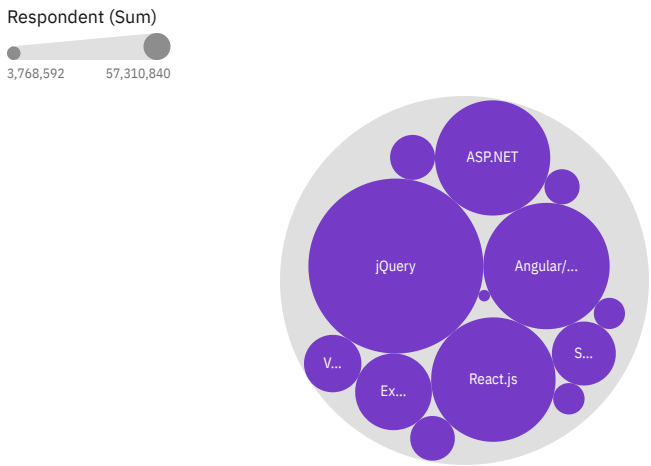 Respondent (Sum)
3,768,592 57,310,840
ASP.NET
jQuery
Angular/...
V...
Ex...
React.js
S...